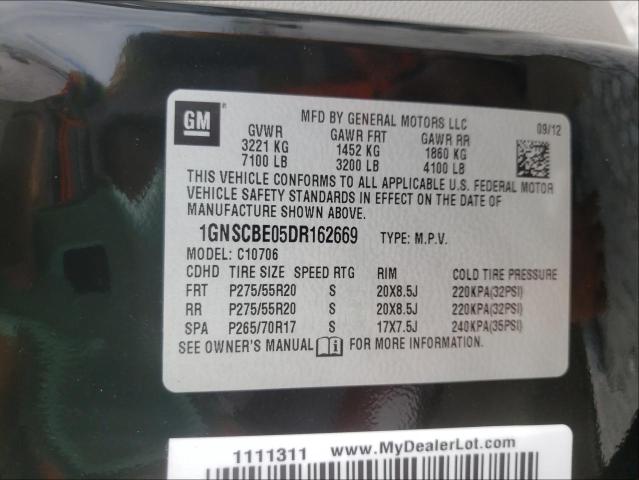 GM
MFD BY GENERAL MOTORS LLC
09/12
GVWR GAWR FRT GAWR RR
3221 KG 1452 KG 1860 KG
7100 LB 3200 LB 4100 LB
THIS VEHICLE CONFORMS TO ALL APPLICABLE U.S. FEDERAL MOTOR
VEHICLE SAFETY STANDARDS IN EFFECT ON THE DATE OF
MANUFACTURE SHOWN ABOVE.
1GNSCBE05DR162669 TYPE: M.P.V.
MODEL: C10706
CDHD TIRE SIZE SPEED RTG RIM COLD TIRE PRESSURE
FRT P275/55R20 S 20X8.5J 220KPA(32PSI)
RR P275/55R20 S 20X8.5J 220KPA(32PSI)
SPA P265/70R17 S 17X7.5J 240KPA(35PSI)
SEE OWNER'S MANUAL FOR MORE INFORMATION.
1111311 www.MyDealerLot.com